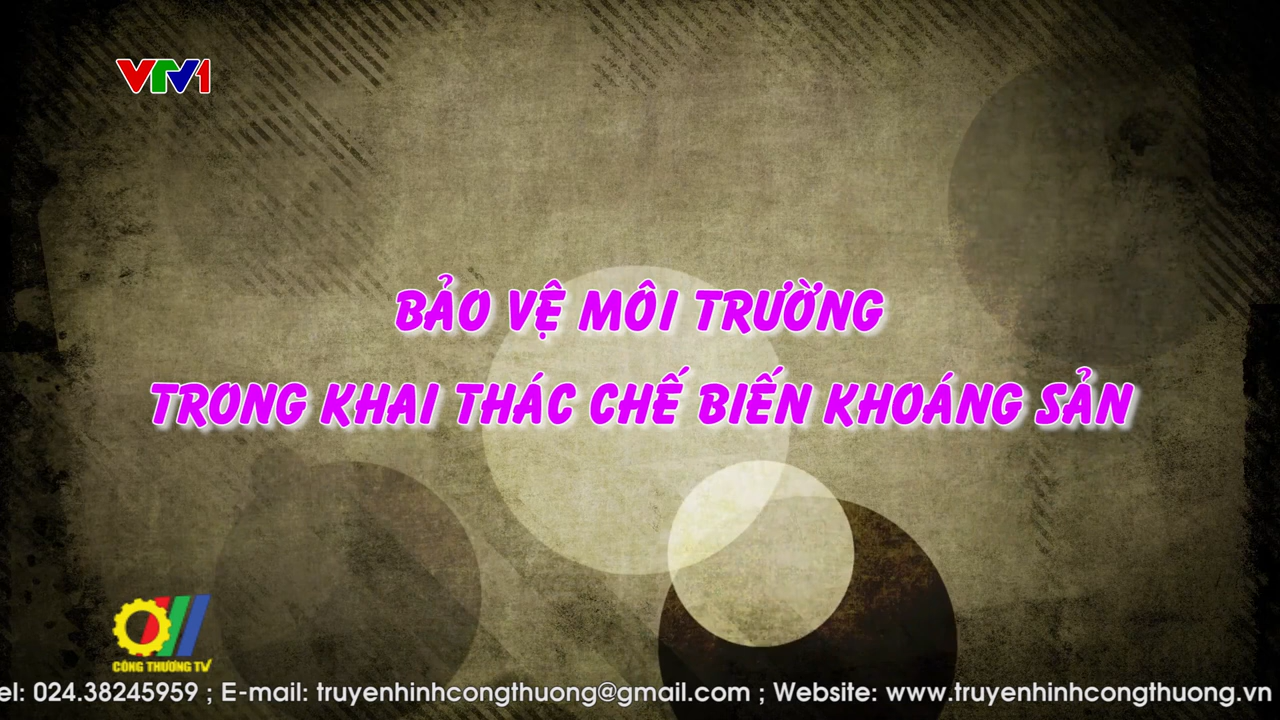 VTV1
BẢO VỆ MÔI TRƯỜNG
TRONG KHAI THÁC CHẾ BIẾN KHOÁNG SẢN
CÔNG THƯƠNG TV
el: 024.38245959 ; E-mail: truyenhinhcongthuong@gmail.com ; Website: www.truyenhinhcongthuong.vn